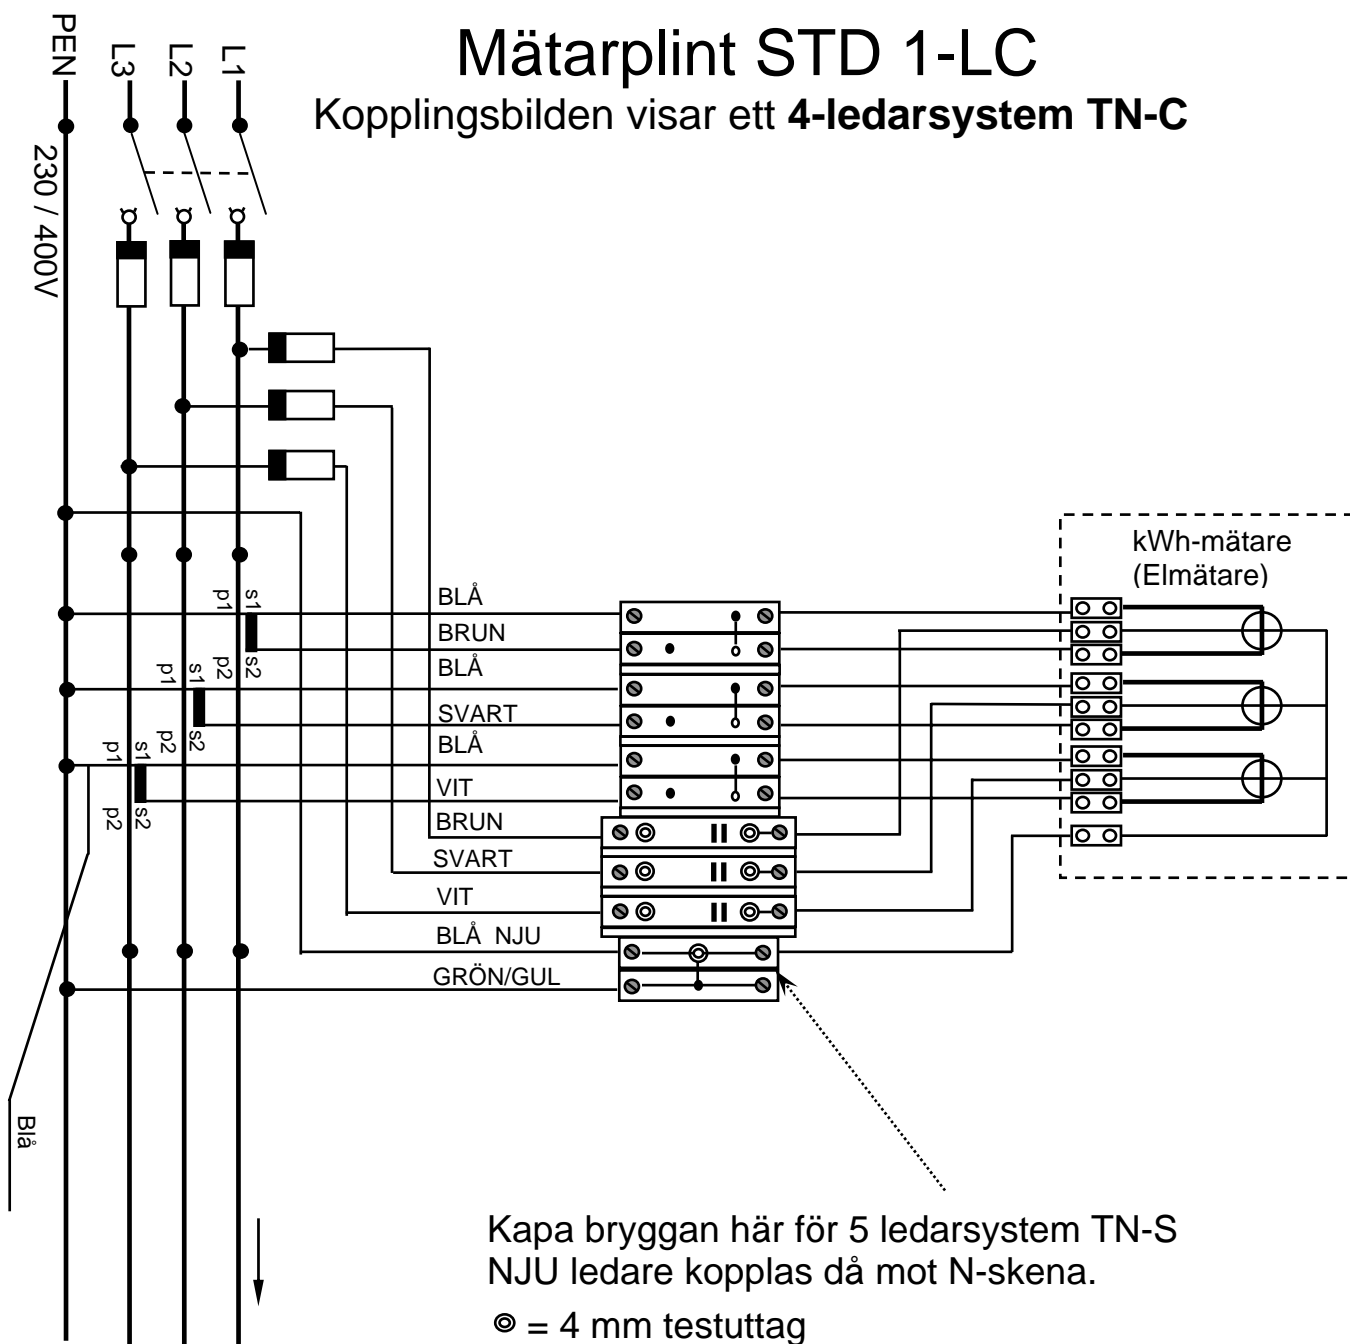 Mätarplint STD 1-LC
Kopplingsbilden visar ett 4-ledarsystem TN-C
PEN
L3
L2
L1
230 / 400V
kWh-mätare
(Elmätare)
p1 s1
p2 s2
p1 s1
p2 s2
p1 s1
p2 s2
BLÅ
BRUN
BLÅ
SVART
BLÅ
VIT
BRUN
SVART
VIT
BLÅ NJU
GRÖN/GUL
Blå
Kapa bryggan här för 5 ledarsystem TN-S
NJU ledare kopplas då mot N-skena.
= 4 mm testuttag